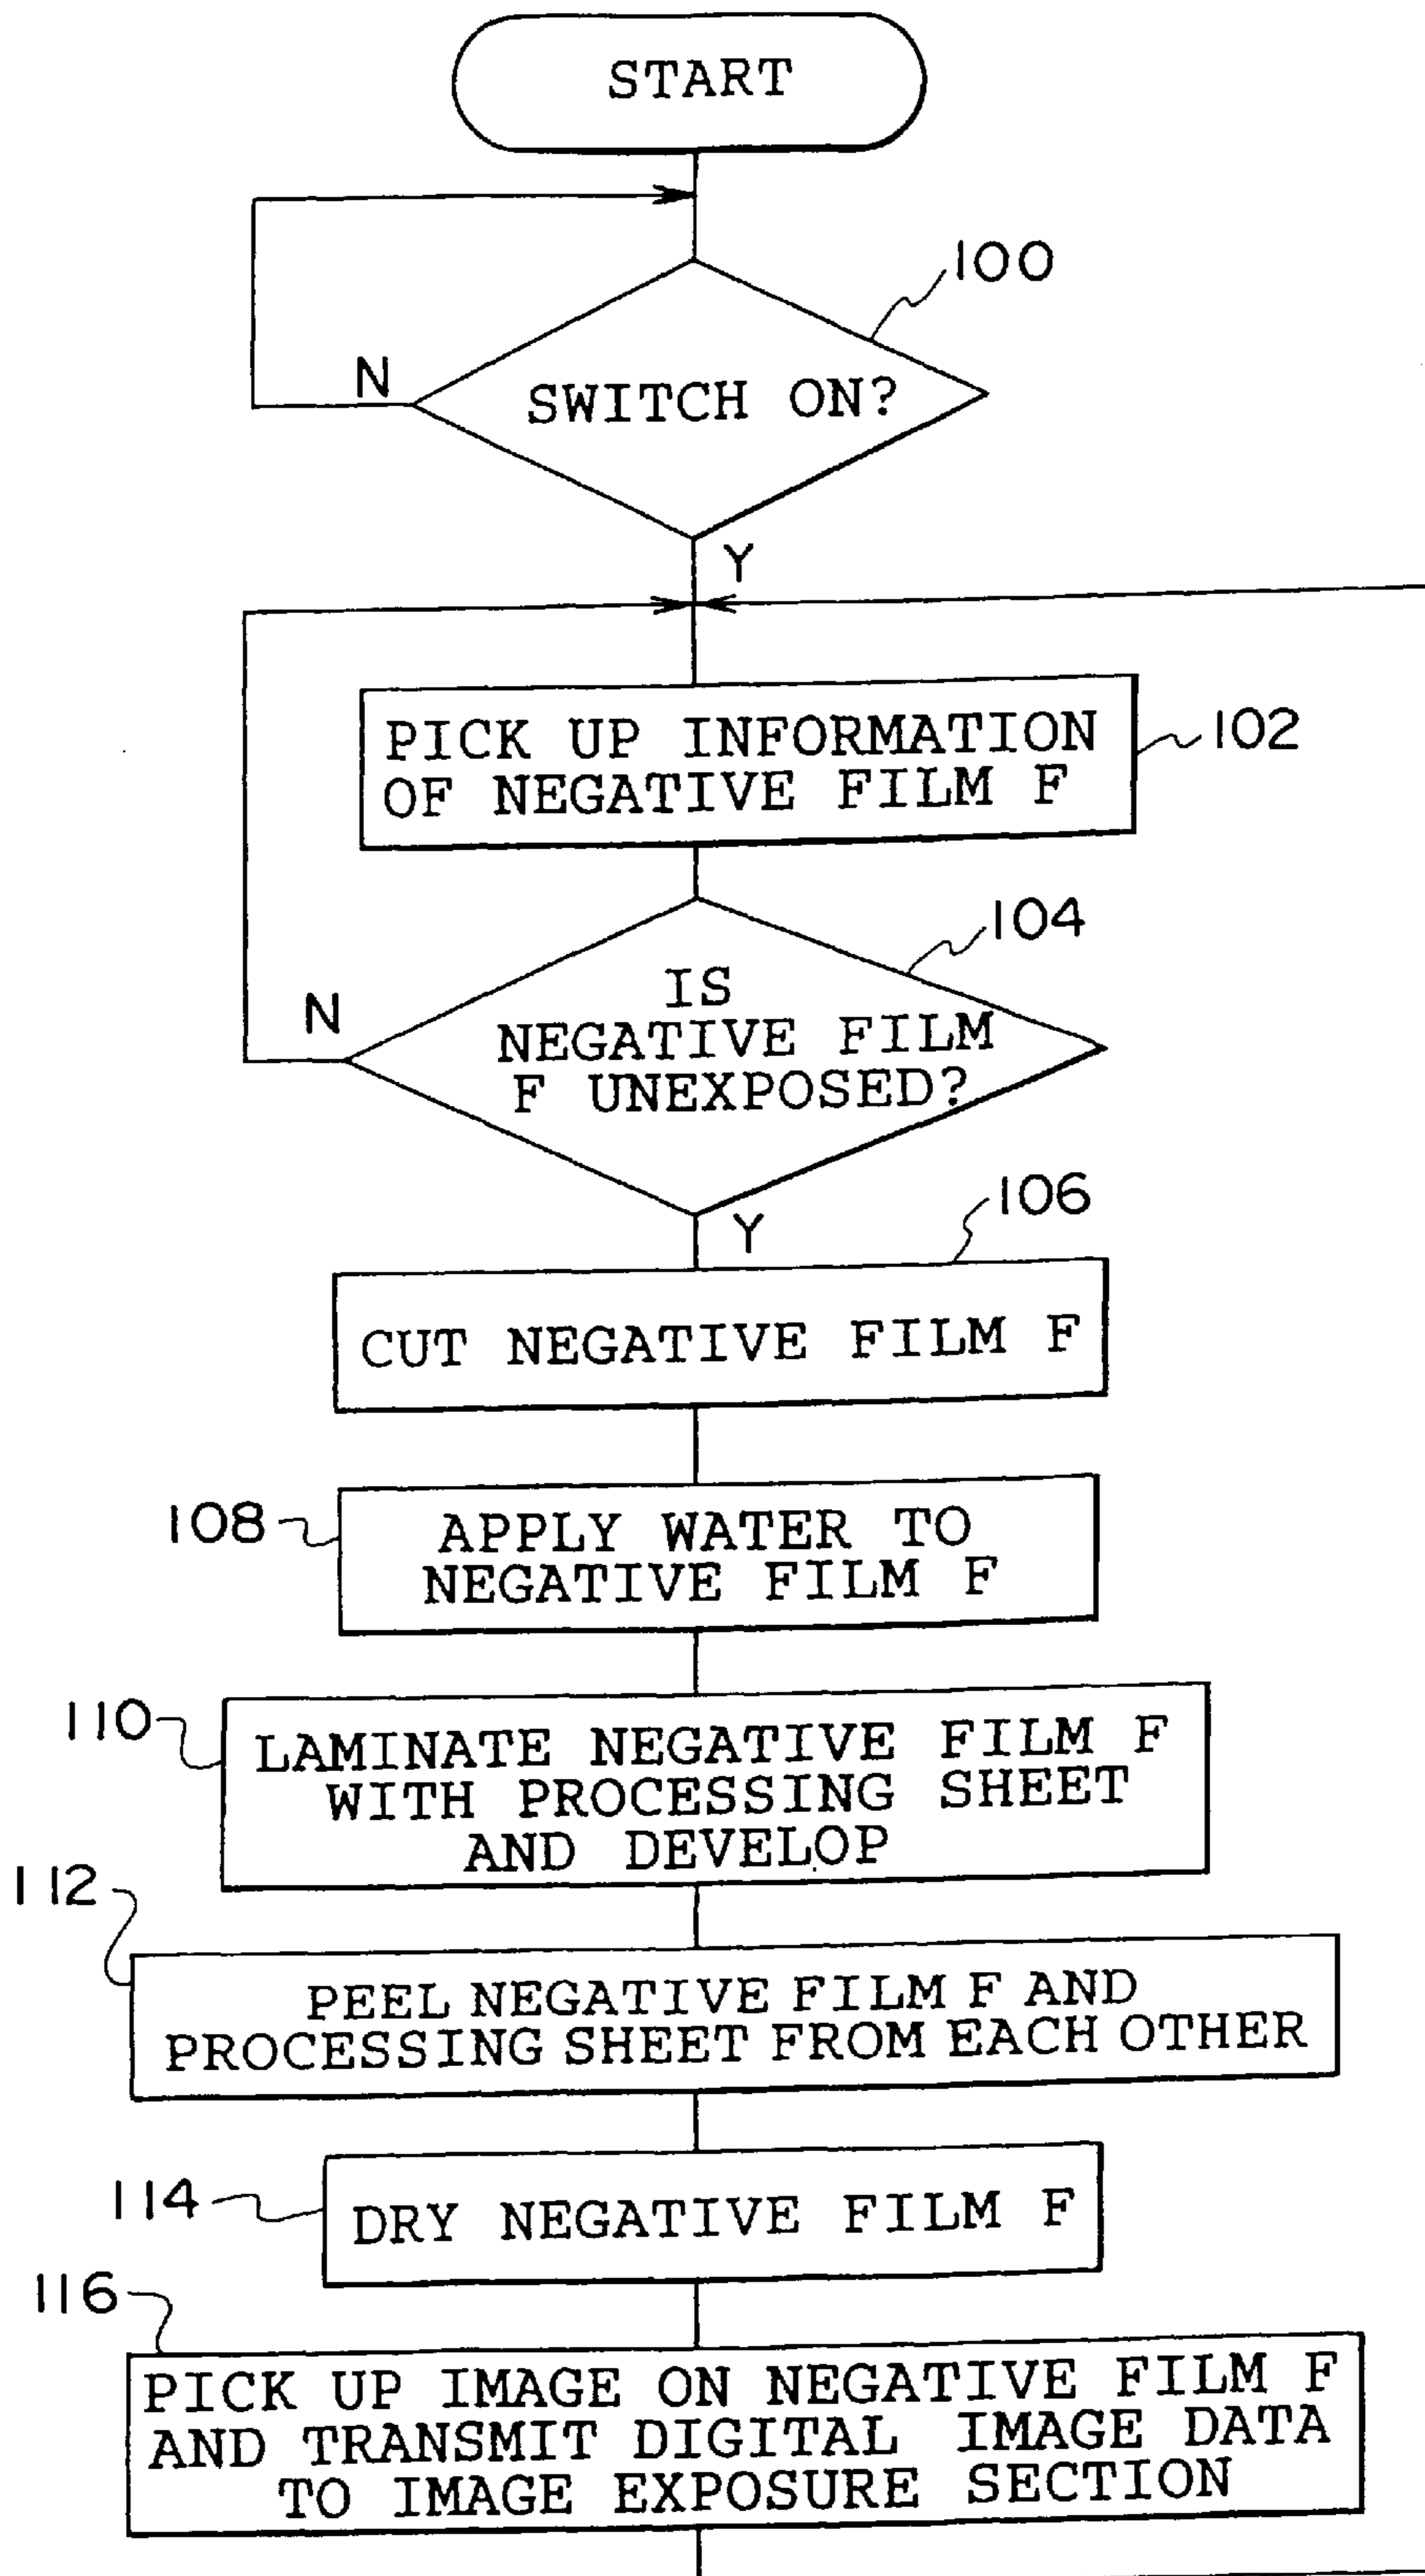 START
100
N
SWITCH ON?
Y
PICK UP INFORMATION
OF NEGATIVE FILM F
102
104
N
IS
NEGATIVE FILM
F UNEXPOSED?
106
Y
CUT NEGATIVE FILM F
108
APPLY WATER TO
NEGATIVE FILM F
110
LAMINATE NEGATIVE FILM F
WITH PROCESSING SHEET
AND DEVELOP
112
PEEL NEGATIVE FILM F AND
PROCESSING SHEET FROM EACH OTHER
114
DRY NEGATIVE FILM F
116
PICK UP IMAGE ON NEGATIVE FILM F
AND TRANSMIT DIGITAL IMAGE DATA
TO IMAGE EXPOSURE SECTION